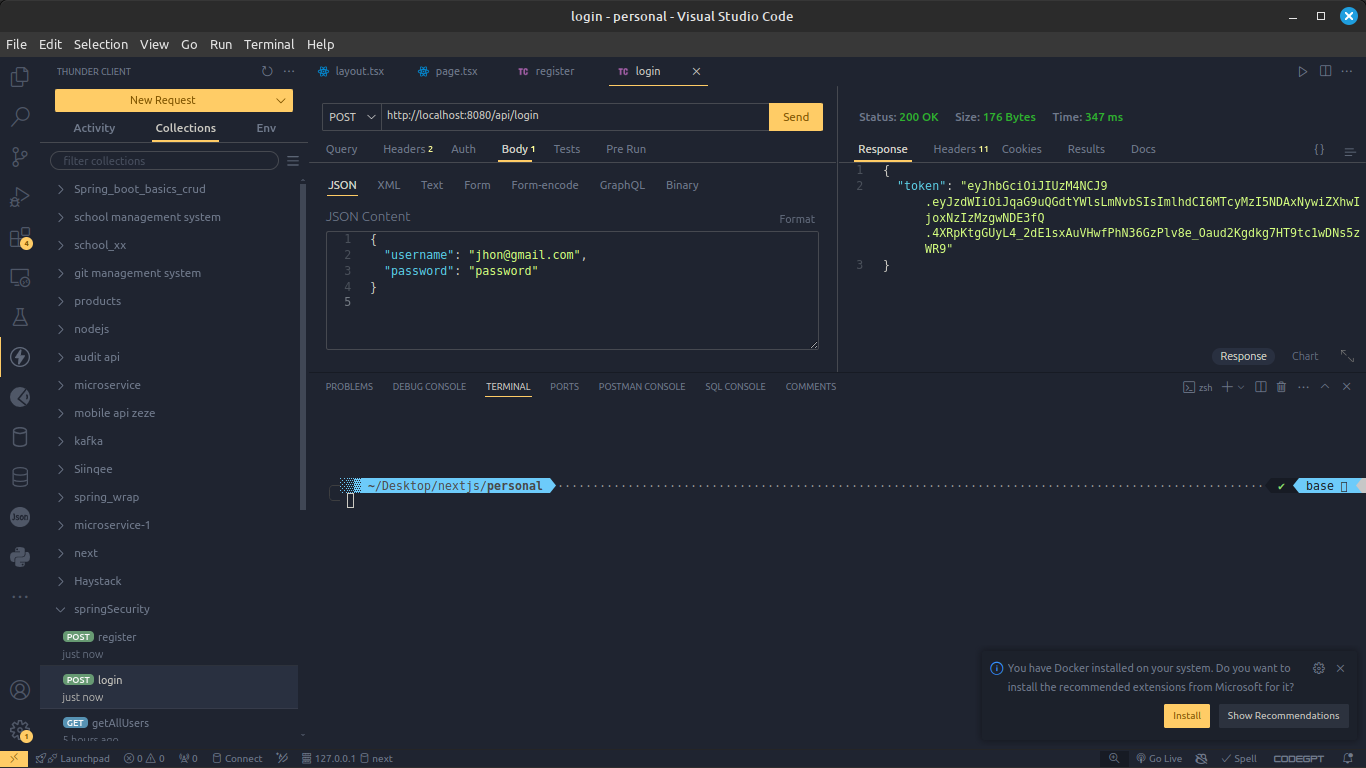 login - personal - Visual Studio Code
File Edit Selection View Go Run Terminal Help
THUNDER CLIENT
New Request
Activity Collections Env
filter collections
Spring_boot_basics_crud
school management system
school_xx
git management system
products
nodejs
audit api
microservice
mobile api zeze
kafka
Siinqee
spring_wrap
microservice-1
next
Haystack
springSecurity
POST register
just now
POST login
just now
GET getAllUsers
5 hours ago
4
Json
1
layout.tsx page.tsx TC register TC login
POST http://localhost:8080/api/login Send
Query Headers 2 Auth Body 1 Tests Pre Run
JSON XML Text Form Form-encode GraphQL Binary
JSON Content Format
1 {
2 "username": "jhon@gmail.com",
3 "password": "password"
4 }
5
Status: 200 OK Size: 176 Bytes Time: 347 ms
Response Headers 11 Cookies Results Docs {}
1 {
2 "token": "eyJhbGciOiJIUzM4NCJ9
.eyJzdWIiOiJqaG9uQGdtYWlsLmNvbSIsImlhdCI6MTcyMzI5NDAxNywiZXhwI
joxNzIzMzgwNDE3fQ
.4XRpKtgGUyL4_2dE1sxAuVHwfPhN36GzPlv8e_Oaud2Kgdkg7HT9tc1wDNs5z
WR9"
3 }
Response Chart
PROBLEMS DEBUG CONSOLE TERMINAL PORTS POSTMAN CONSOLE SQL CONSOLE COMMENTS zsh
~/Desktop/nextjs/personal ✔ base
You have Docker installed on your system. Do you want to
install the recommended extensions from Microsoft for it?
Install Show Recommendations
Launchpad 0 0 0 Connect 127.0.0.1 next Go Live Spell CODEGPT